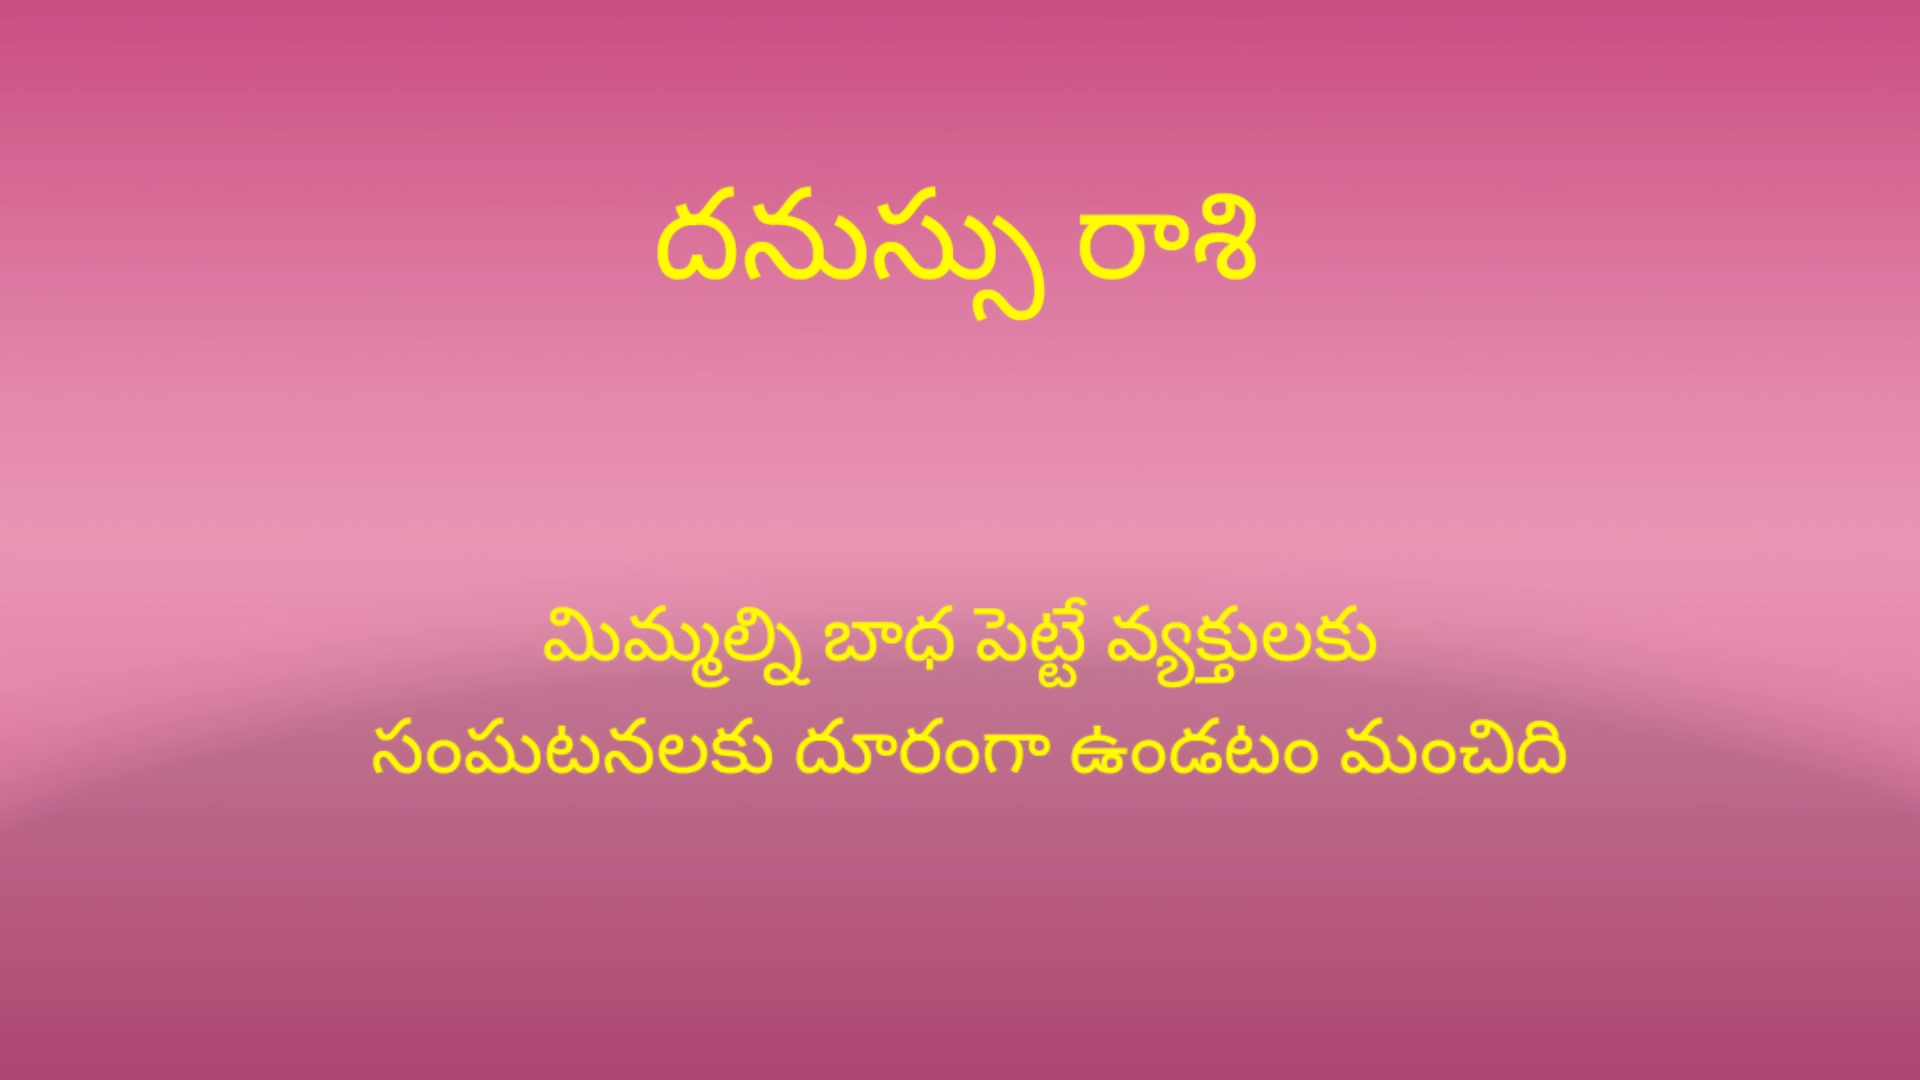 దనుస్సు రాశి
మిమ్మల్ని బాధ పెట్టే వ్యక్తులకు
సంఘటనలకు దూరంగా ఉండటం మంచిది